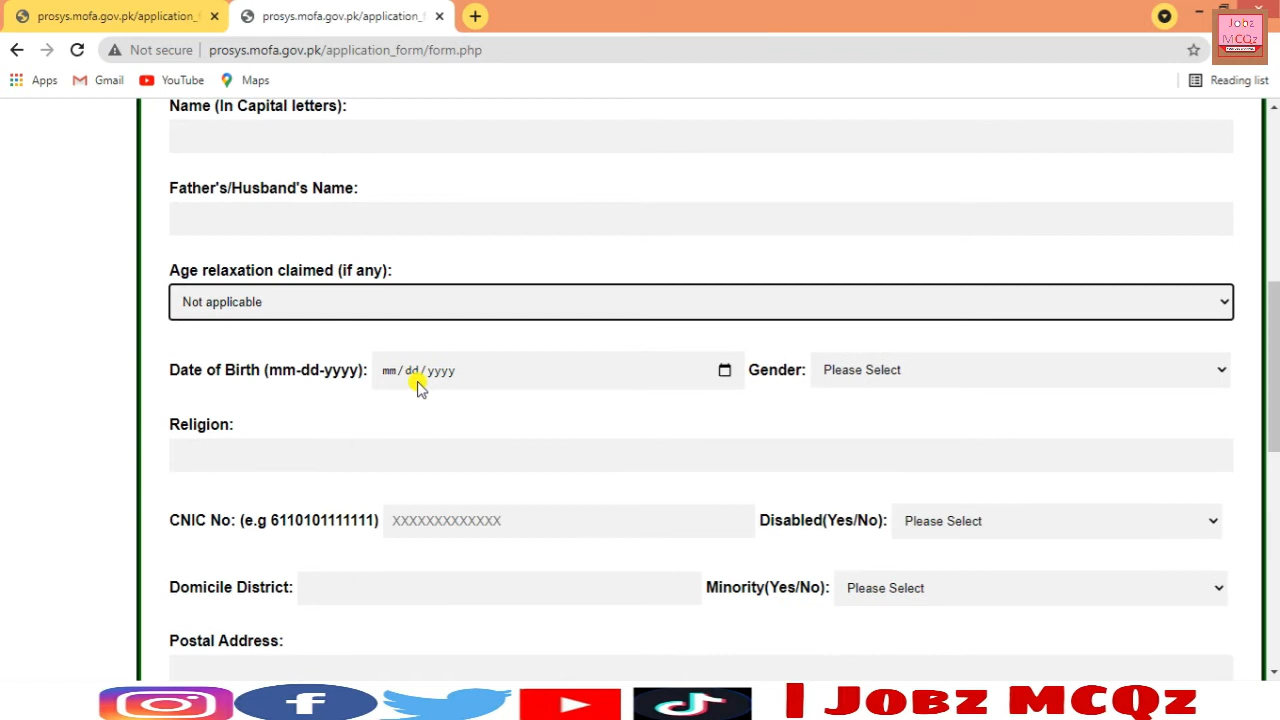 prosys.mofa.gov.pk/application_f
prosys.mofa.gov.pk/application_f
Jobz
MCQz
Not secure | prosys.mofa.gov.pk/application_form/form.php
Apps Gmail YouTube Maps Reading list
Name (In Capital letters):
Father's/Husband's Name:
Age relaxation claimed (if any):
Not applicable
Date of Birth (mm-dd-yyyy): mm/dd/yyyy Gender: Please Select
Religion:
CNIC No: (e.g 6110101111111) XXXXXXXXXXXXX Disabled(Yes/No): Please Select
Domicile District: Minority(Yes/No): Please Select
Postal Address:
| Jobz MCQz